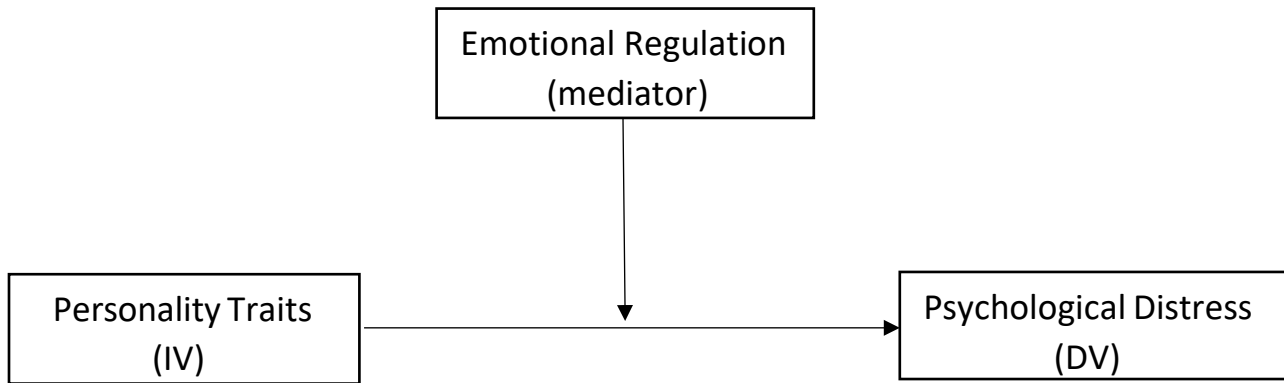 Emotional Regulation
(mediator)
Personality Traits
(IV)
Psychological Distress
(DV)